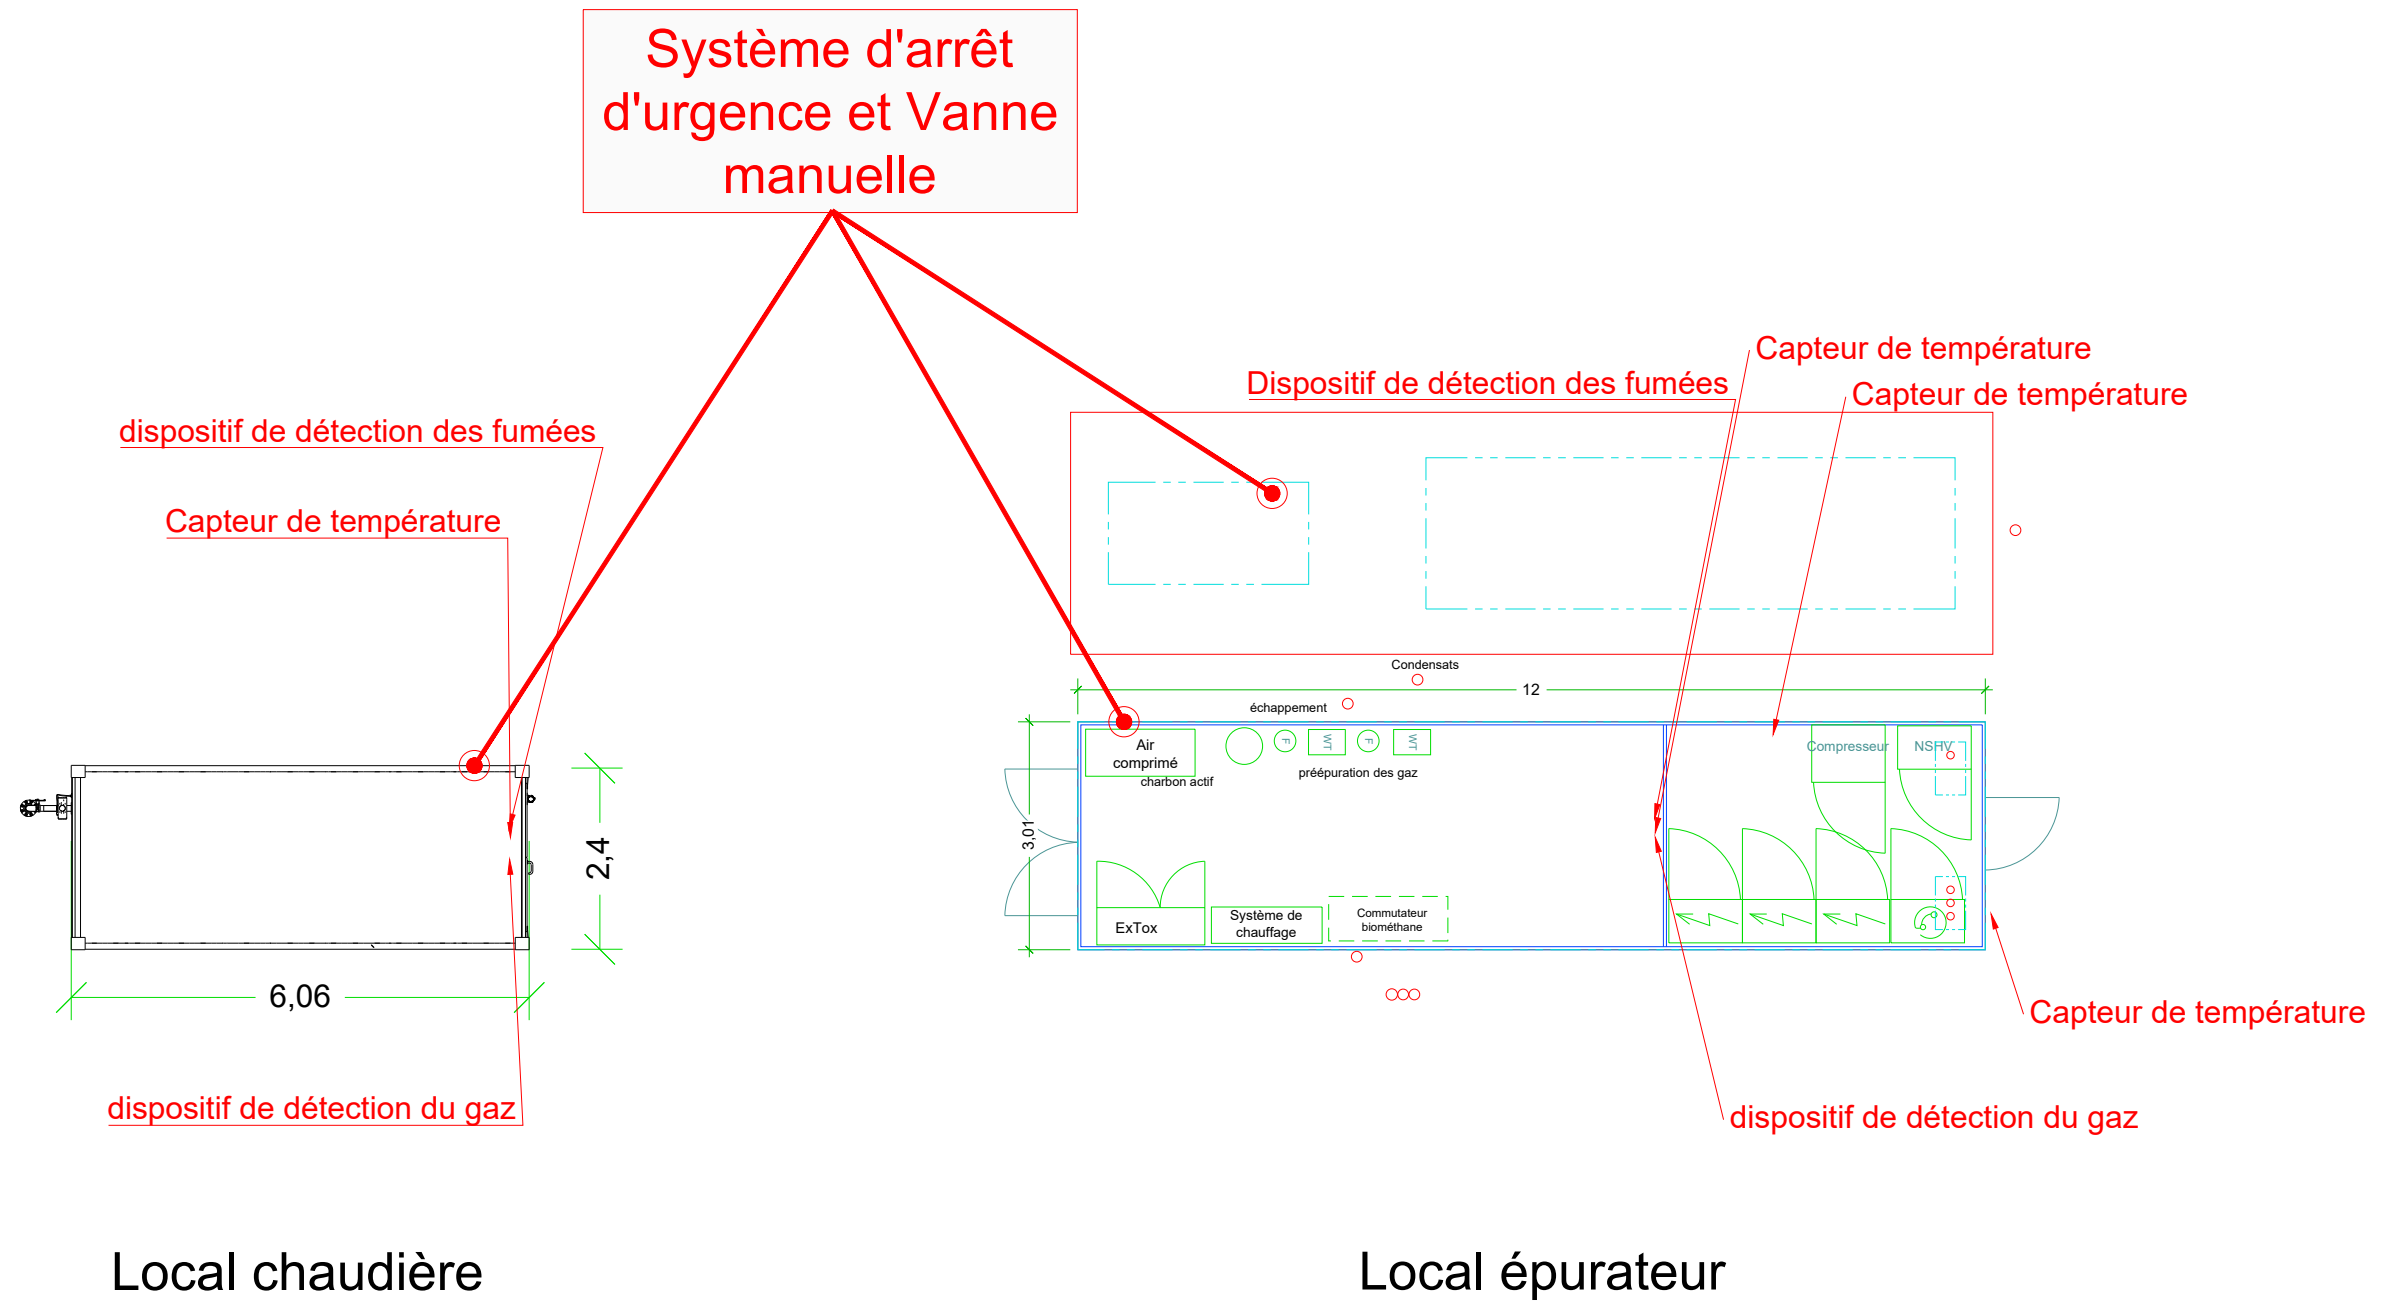 Système d'arrêt
d'urgence et Vanne
manuelle
Capteur de température
Dispositif de détection des fumées
Capteur de température
dispositif de détection des fumées
Capteur de température
Condensats
12
échappement
Air
comprimé
charbon actif
F
WT
F
WT
préépuration des gaz
Compresseur
NSHV
3,01
2,4
ExTox
Système de
chauffage
Commutateur
biométhane
6,06
Capteur de température
dispositif de détection du gaz
dispositif de détection du gaz
Local chaudière
Local épurateur